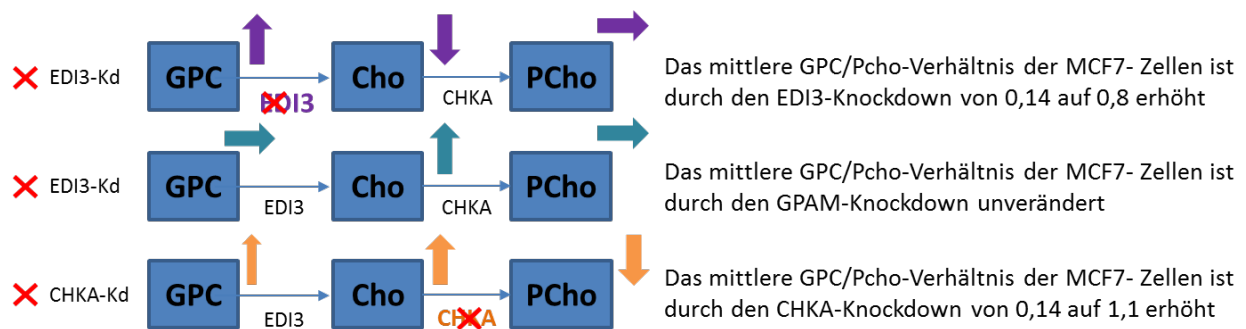 EDI3-Kd GPC Cho PCho Das mittlere GPC/Pcho-Verhältnis der MCF7- Zellen ist
EDI3 CHKA durch den EDI3-Knockdown von 0,14 auf 0,8 erhöht
EDI3-Kd GPC Cho PCho Das mittlere GPC/Pcho-Verhältnis der MCF7- Zellen ist
EDI3 CHKA durch den GPAM-Knockdown unverändert
CHKA-Kd GPC Cho PCho Das mittlere GPC/Pcho-Verhältnis der MCF7- Zellen ist
EDI3 CHKA durch den CHKA-Knockdown von 0,14 auf 1,1 erhöht